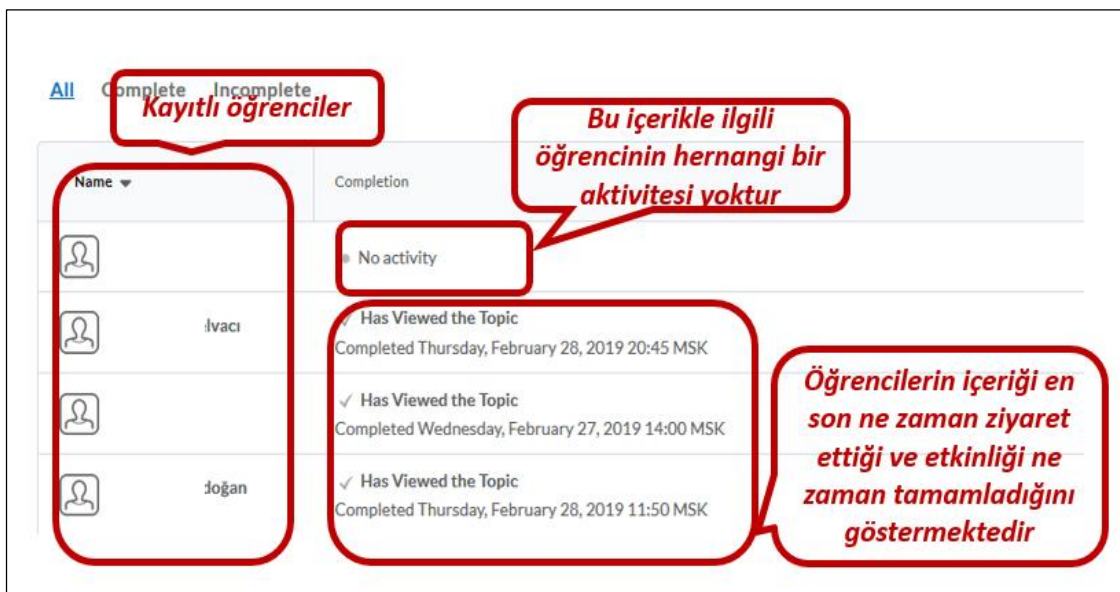 All Complete Incomplete
Kayıtlı öğrenciler
Bu içerikle ilgili
öğrencinin hernangi bir
aktivitesi yoktur
Name Completion
No activity
lvacı
Has Viewed the Topic
Completed Thursday, February 28, 2019 20:45 MSK
Has Viewed the Topic
Completed Wednesday, February 27, 2019 14:00 MSK
doğan
Has Viewed the Topic
Completed Thursday, February 28, 2019 11:50 MSK
Öğrencilerin içeriği en
son ne zaman ziyaret
ettiği ve etkinliği ne
zaman tamamladığını
göstermektedir